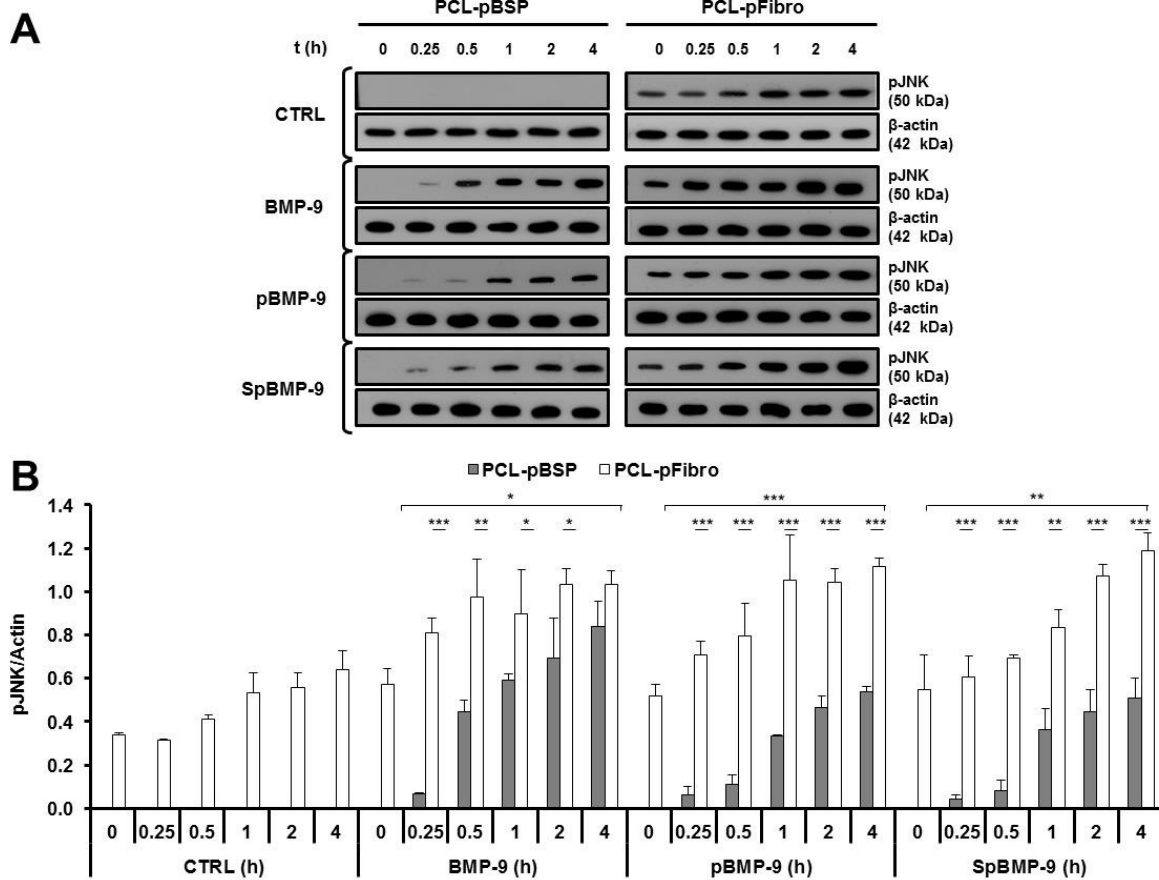 A
PCL-pBSP PCL-pFibro
t (h) 0 0.25 0.5 1 2 4 0 0.25 0.5 1 2 4
CTRL
pJNK
(50 kDa)
β-actin
(42 kDa)
BMP-9
pJNK
(50 kDa)
β-actin
(42 kDa)
pBMP-9
pJNK
(50 kDa)
β-actin
(42 kDa)
SpBMP-9
pJNK
(50 kDa)
β-actin
(42 kDa)
B
PCL-pBSP PCL-pFibro
* *** **
*** ** * * *** *** *** *** *** *** *** ** *** ***
pJNK/Actin
1.4
1.2
1.0
0.8
0.6
0.4
0.2
0.0
0 0.25 0.5 1 2 4 0 0.25 0.5 1 2 4 0 0.25 0.5 1 2 4 0 0.25 0.5 1 2 4
CTRL (h) BMP-9 (h) pBMP-9 (h) SpBMP-9 (h)